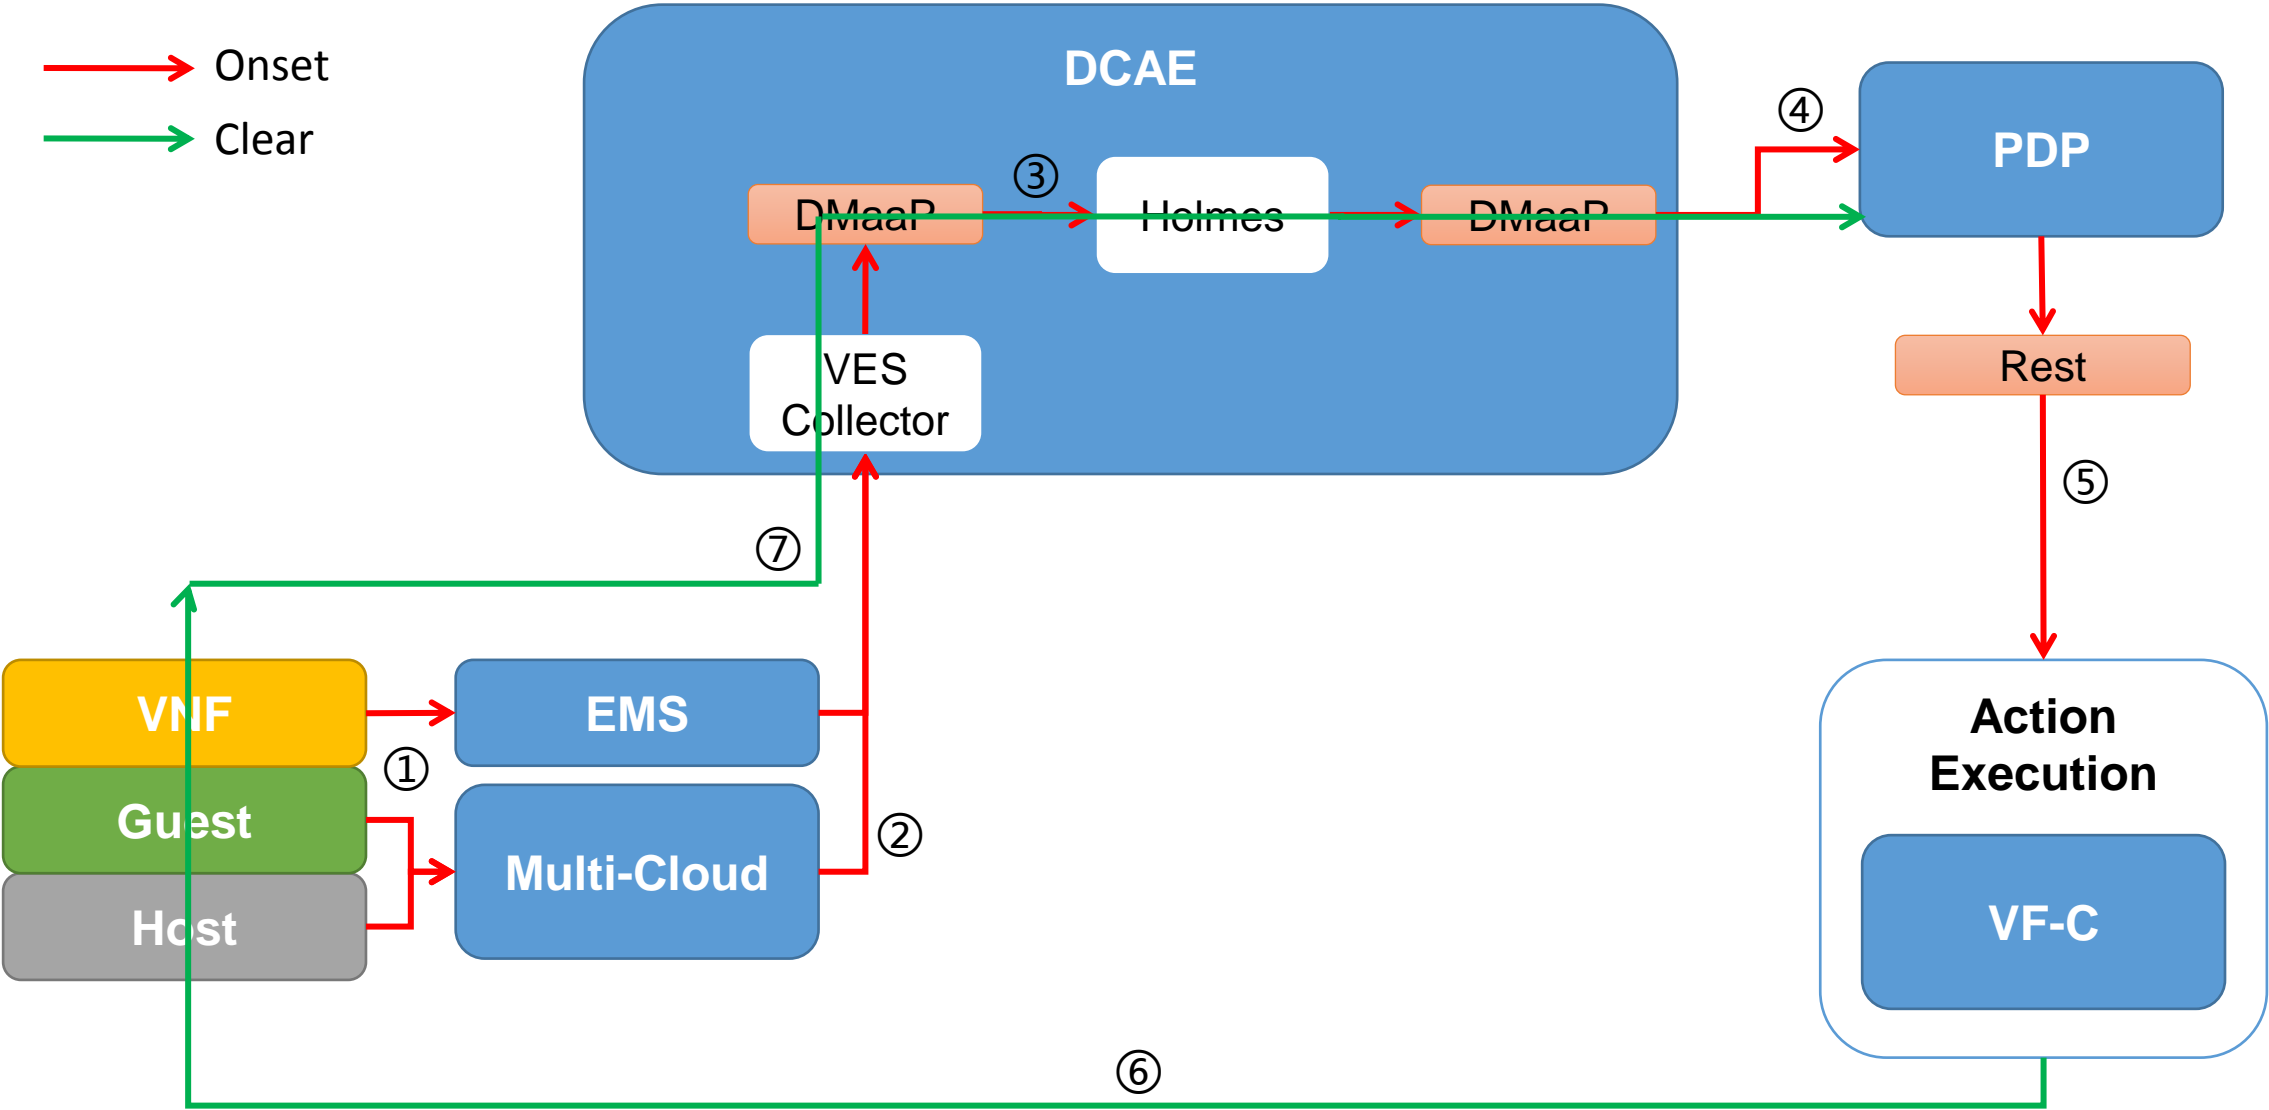 Onset
Clear
DCAE
④
PDP
③
DMaaP
Holmes
DMaaP
VES
Collector
Rest
⑤
⑦
VNF
EMS
①
Guest
Multi-Cloud
②
Host
Action
Execution
VF-C
⑥